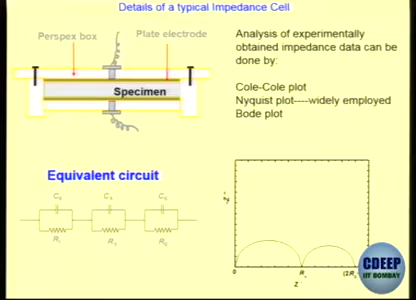 Details of a typical Impedance Cell
Perspex box
Plate electrode
Specimen
Analysis of experimentally
obtained impedance data can be
done by:
Cole-Cole plot
Nyquist plot----widely employed
Bode plot
Equivalent circuit
0
Z'
CDEEP
IIT BOMBAY